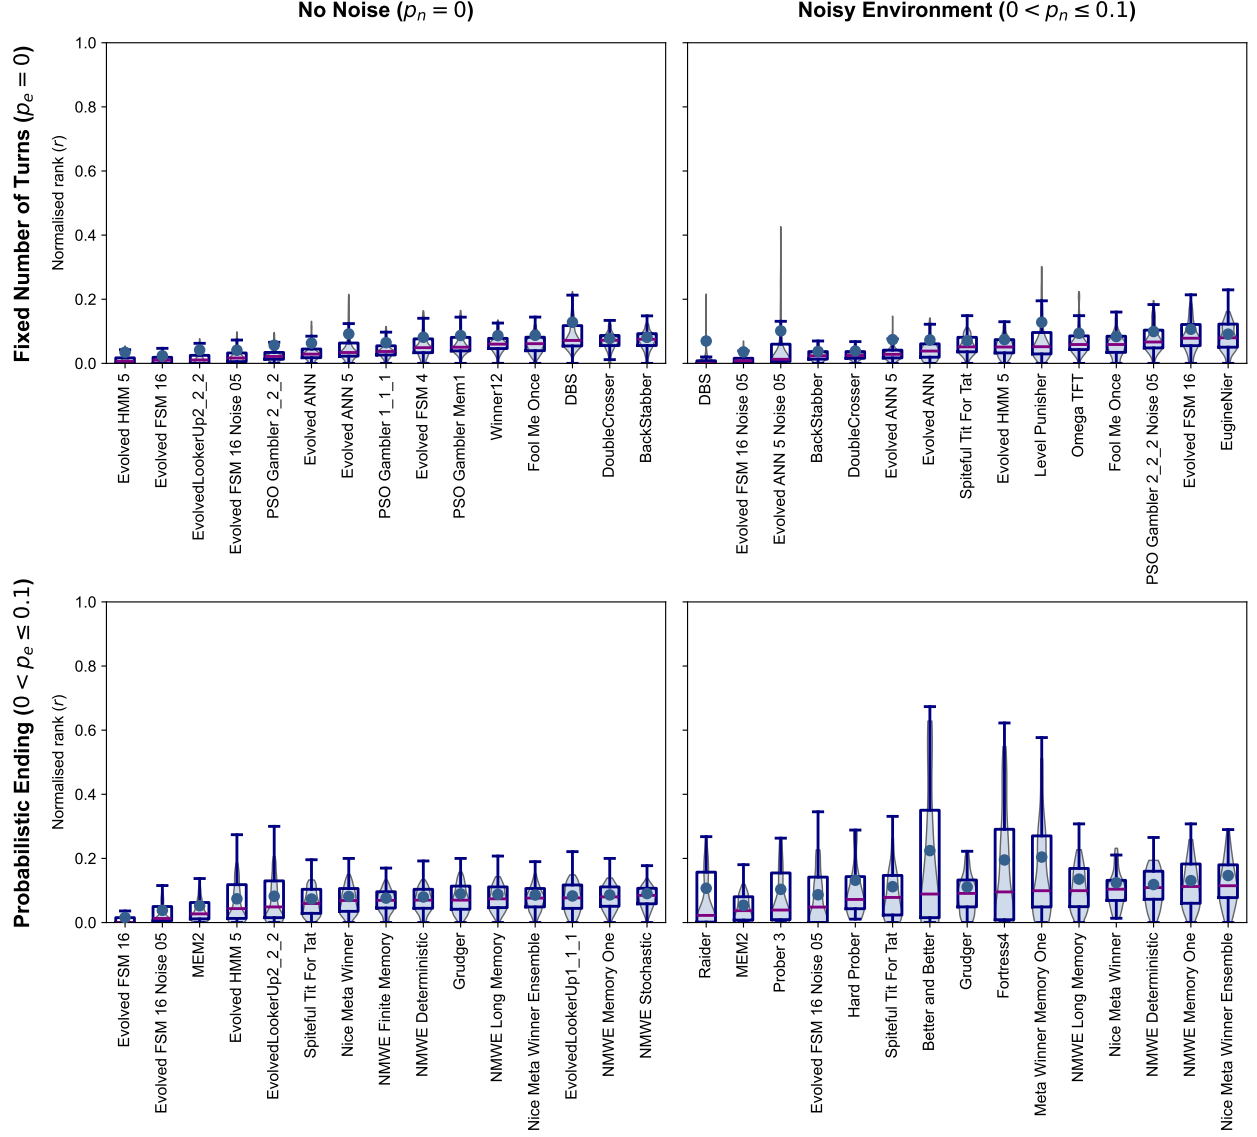 No Noise (pₙ = 0)
Noisy Environment (0 < pₙ ≤ 0.1)
Fixed Number of Turns (pₑ = 0)
Normalised rank (r)
1.0
0.8
0.6
0.4
0.2
0.0
Evolved HMM 5
Evolved FSM 16
EvolvedLookerUp2_2_2
Evolved FSM 16 Noise 05
PSO Gambler 2_2_2
Evolved ANN
Evolved ANN 5
PSO Gambler 1_1_1
Evolved FSM 4
PSO Gambler Mem1
Winner12
Fool Me Once
DBS
DoubleCrosser
BackStabber
DBS
Evolved FSM 16 Noise 05
Evolved ANN 5 Noise 05
BackStabber
DoubleCrosser
Evolved ANN 5
Evolved ANN
Spiteful Tit For Tat
Evolved HMM 5
Level Punisher
Omega TFT
Fool Me Once
PSO Gambler 2_2_2 Noise 05
Evolved FSM 16
EugineNier
Probabilistic Ending (0 < pₑ ≤ 0.1)
Normalised rank (r)
1.0
0.8
0.6
0.4
0.2
0.0
Evolved FSM 16
Evolved FSM 16 Noise 05
MEM2
Evolved HMM 5
EvolvedLookerUp2_2_2
Spiteful Tit For Tat
Nice Meta Winner
NMWE Finite Memory
NMWE Deterministic
Grudger
NMWE Long Memory
Nice Meta Winner Ensemble
EvolvedLookerUp1_1_1
NMWE Memory One
NMWE Stochastic
Raider
MEM2
Prober 3
Evolved FSM 16 Noise 05
Hard Prober
Spiteful Tit For Tat
Better and Better
Grudger
Fortress4
Meta Winner Memory One
NMWE Long Memory
Nice Meta Winner
NMWE Deterministic
NMWE Memory One
Nice Meta Winner Ensemble